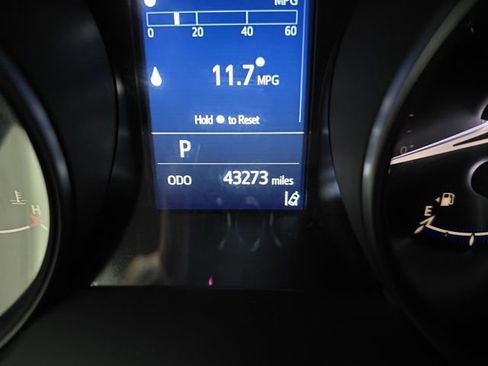 MPG
0 20 40 60
11.7 MPG
Hold to Reset
P
ODO 43273 miles
H
E